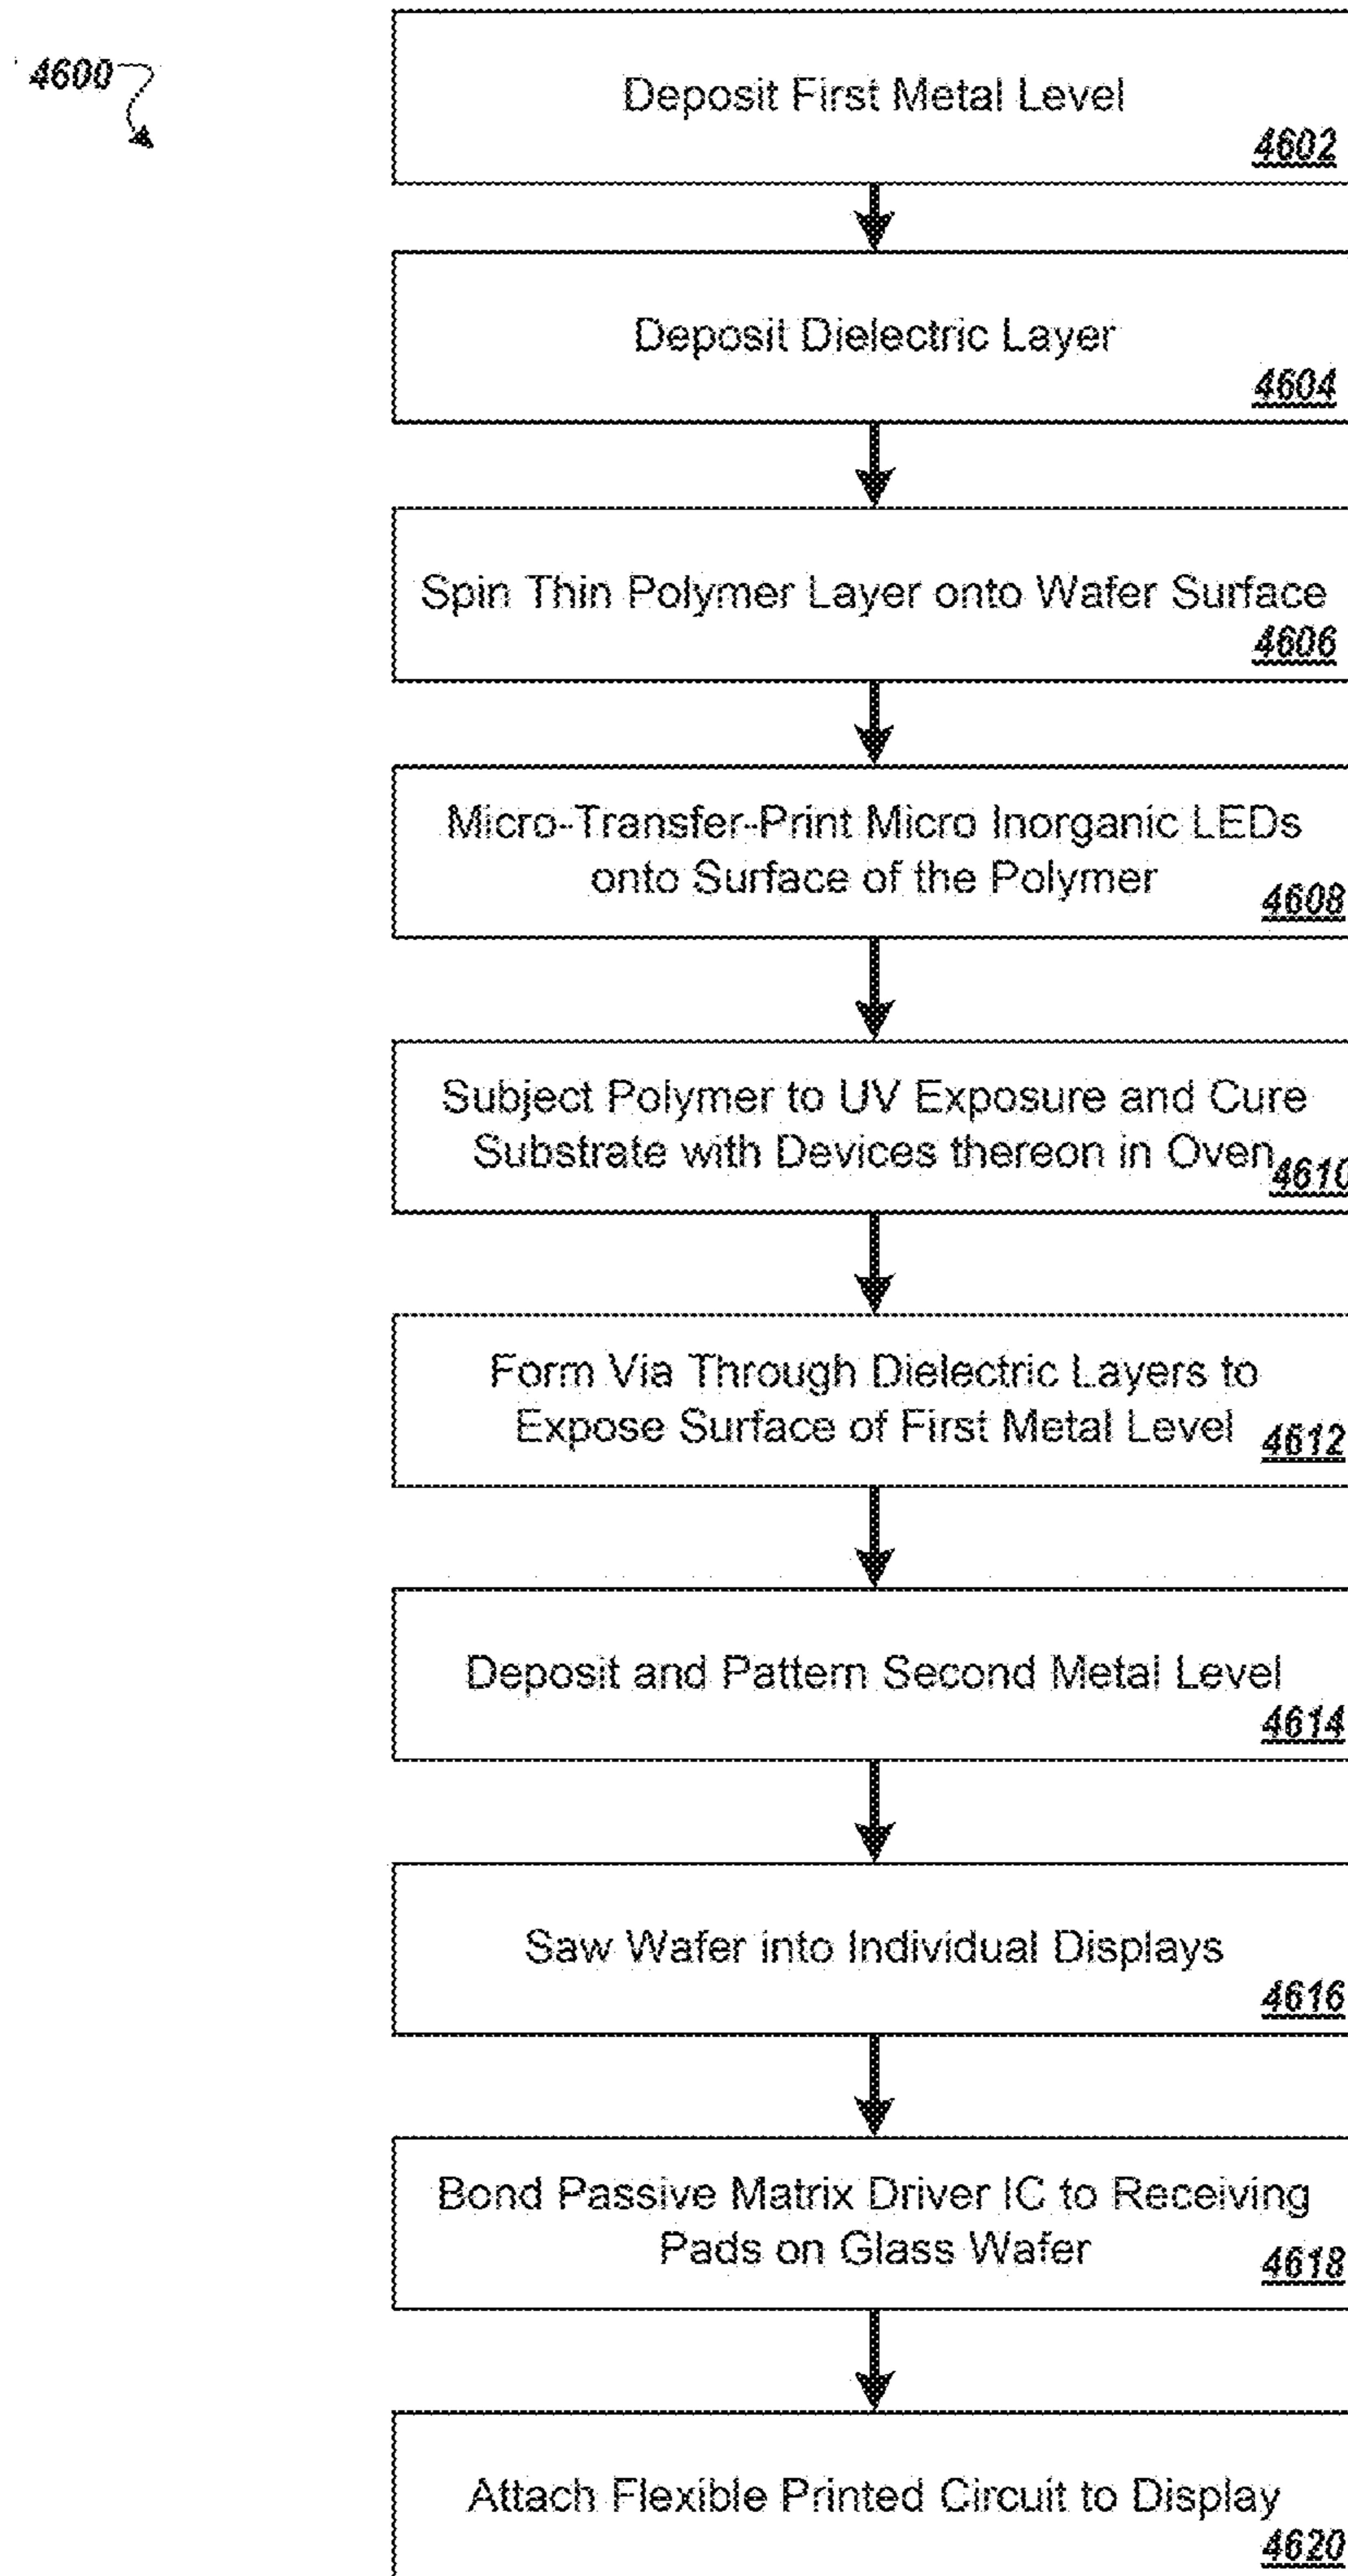 4600
Deposit First Metal Level
4602
Deposit Dielectric Layer
4604
Spin Thin Polymer Layer onto Wafer Surface
4606
Micro-Transfer-Print Micro Inorganic LEDs
onto Surface of the Polymer
4608
Subject Polymer to UV Exposure and Cure
Substrate with Devices thereon in Oven
4610
Form Via Through Dielectric Layers to
Expose Surface of First Metal Level
4612
Deposit and Pattern Second Metal Level
4614
Saw Wafer into Individual Displays
4616
Bond Passive Matrix Driver IC to Receiving
Pads on Glass Wafer
4618
Attach Flexible Printed Circuit to Display
4620